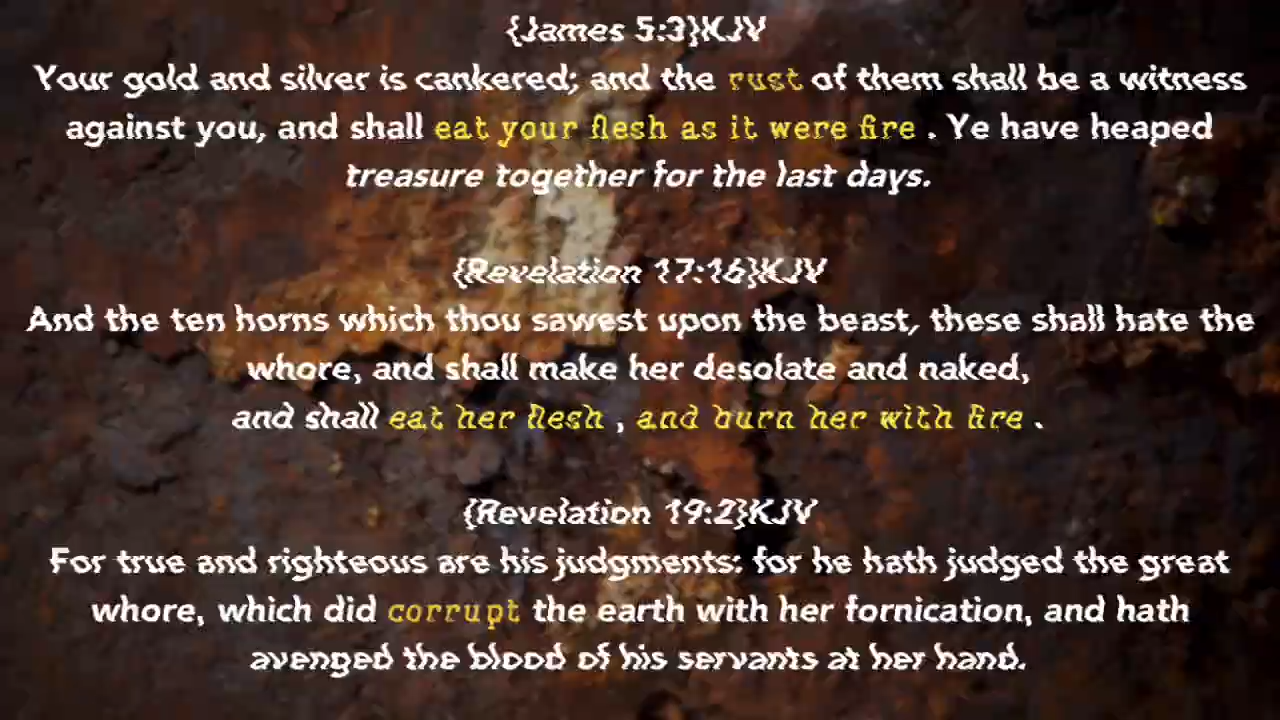 {James 5:3}KJV
Your gold and silver is cankered; and the rust of them shall be a witness
against you, and shall eat your flesh as it were fire . Ye have heaped
treasure together for the last days.
{Revelation 17:16}KJV
And the ten horns which thou sawest upon the beast, these shall hate the
whore, and shall make her desolate and naked,
and shall eat her flesh , and burn her with fire .
{Revelation 19:2}KJV
For true and righteous are his judgments: for he hath judged the great
whore, which did corrupt the earth with her fornication, and hath
avenged the blood of his servants at her hand.